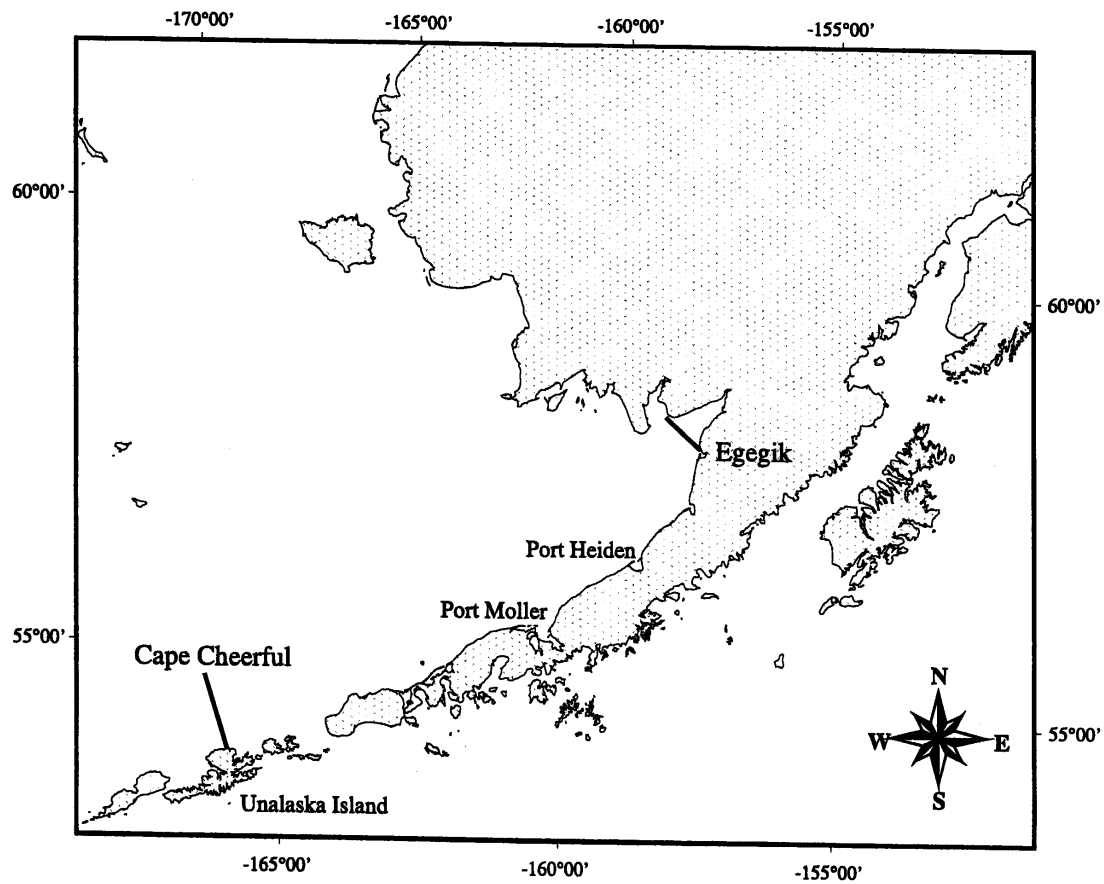 -170°00' -165°00' -160°00' -155°00'
60°00'
60°00'
Egegik
Port Heiden
Port Moller
55°00'
Cape Cheerful
N
W E
55°00'
S
Unalaska Island
-165°00' -160°00' -155°00'